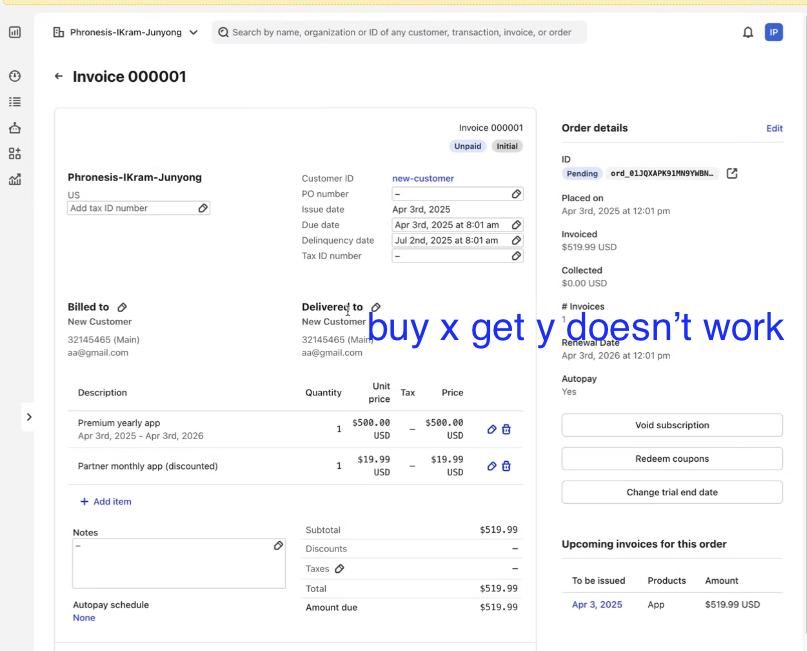 Phronesis-IKram-Junyong
Search by name, organization or ID of any customer, transaction, invoice, or order
IP
← Invoice 000001
Invoice 000001
Unpaid Initial
Phronesis-IKram-Junyong
US
Add tax ID number
Customer ID new-customer
PO number –
Issue date Apr 3rd, 2025
Due date Apr 3rd, 2025 at 8:01 am
Delinquency date Jul 2nd, 2025 at 8:01 am
Tax ID number –
Billed to
New Customer
32145465 (Main)
aa@gmail.com
Delivered to
New Customer
32145465 (Main)
aa@gmail.com
buy x get y doesn't work
Description Quantity Unit price Tax Price
Premium yearly app 1 $500.00 USD – $500.00 USD
Apr 3rd, 2025 - Apr 3rd, 2026
Partner monthly app (discounted) 1 $19.99 USD – $19.99 USD
+ Add item
Notes
–
Autopay schedule
None
Subtotal $519.99
Discounts –
Taxes –
Total $519.99
Amount due $519.99
Order details Edit
ID
Pending ord_01JQXAPK91MN9YWBN…
Placed on
Apr 3rd, 2025 at 12:01 pm
Invoiced
$519.99 USD
Collected
$0.00 USD
# Invoices
1
Renewal Date
Apr 3rd, 2026 at 12:01 pm
Autopay
Yes
Void subscription
Redeem coupons
Change trial end date
Upcoming invoices for this order
To be issued Products Amount
Apr 3, 2025 App $519.99 USD